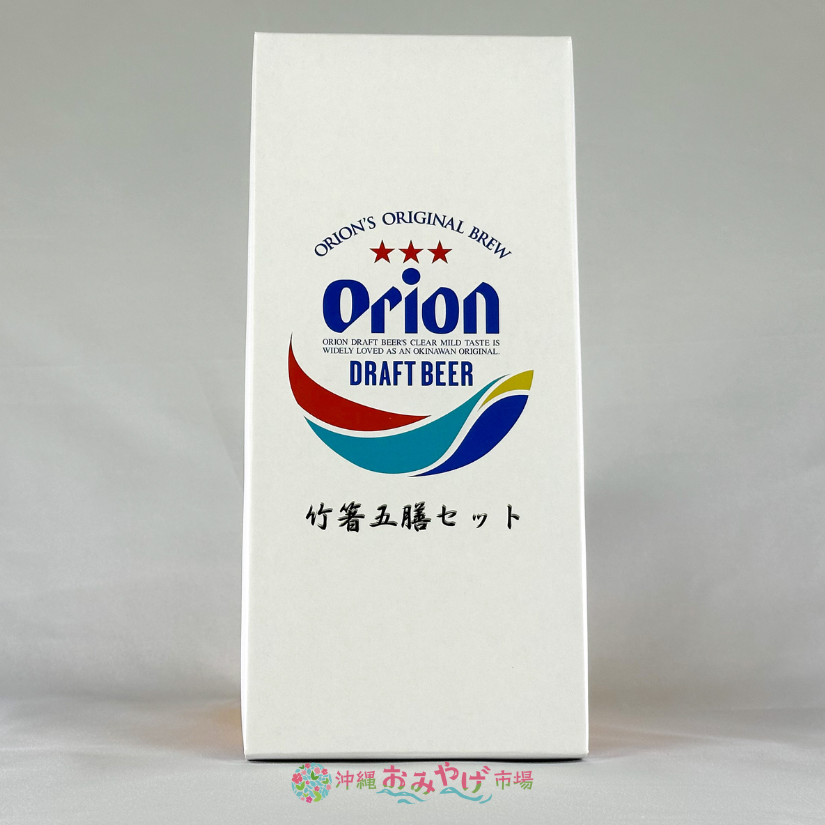 ORION'S ORIGINAL BREW
Orion
ORION DRAFT BEER'S CLEAR MILD TASTE IS
WIDELY LOVED AS AN OKINAWAN ORIGINAL.
DRAFT BEER
竹箸五膳セット
沖縄おみやげ市場